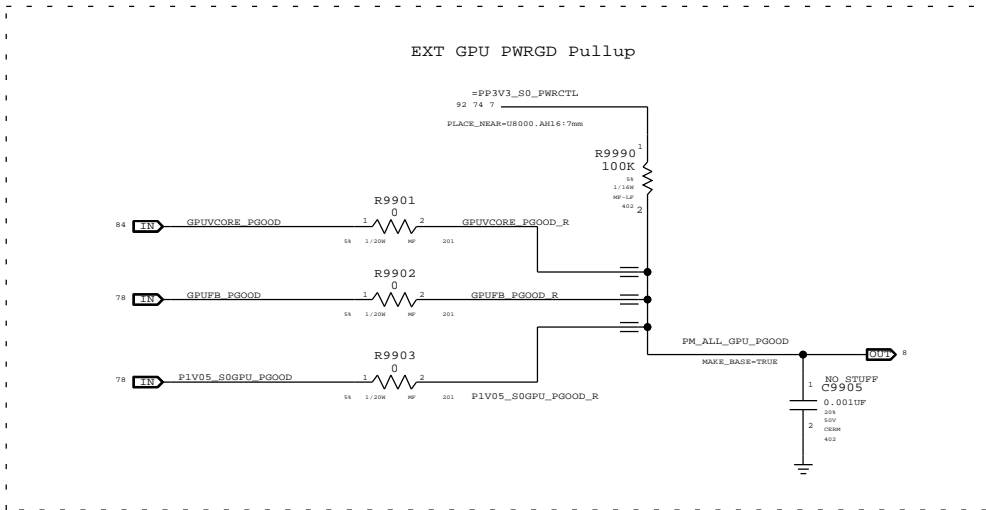 EXT GPU PWRGD Pullup
=PP3V3_S0_PWRCTL
92 74 7
PLACE_NEAR=U8000.AH16:7mm
1
R9990
100K
5%
1/16W
MF-LF
402
2
R9901
0
84 IN GPUVCORE_PGOOD 1 2 GPUVCORE_PGOOD_R
5% 1/20W MF 201
R9902
0
78 IN GPUFB_PGOOD 1 2 GPUFB_PGOOD_R
5% 1/20W MF 201
PM_ALL_GPU_PGOOD
OUT 8
MAKE_BASE=TRUE
R9903
0
78 IN P1V05_S0GPU_PGOOD 1 2
5% 1/20W MF 201 P1V05_S0GPU_PGOOD_R
NO STUFF
1 C9905
0.001UF
20%
50V
2 CERM
402